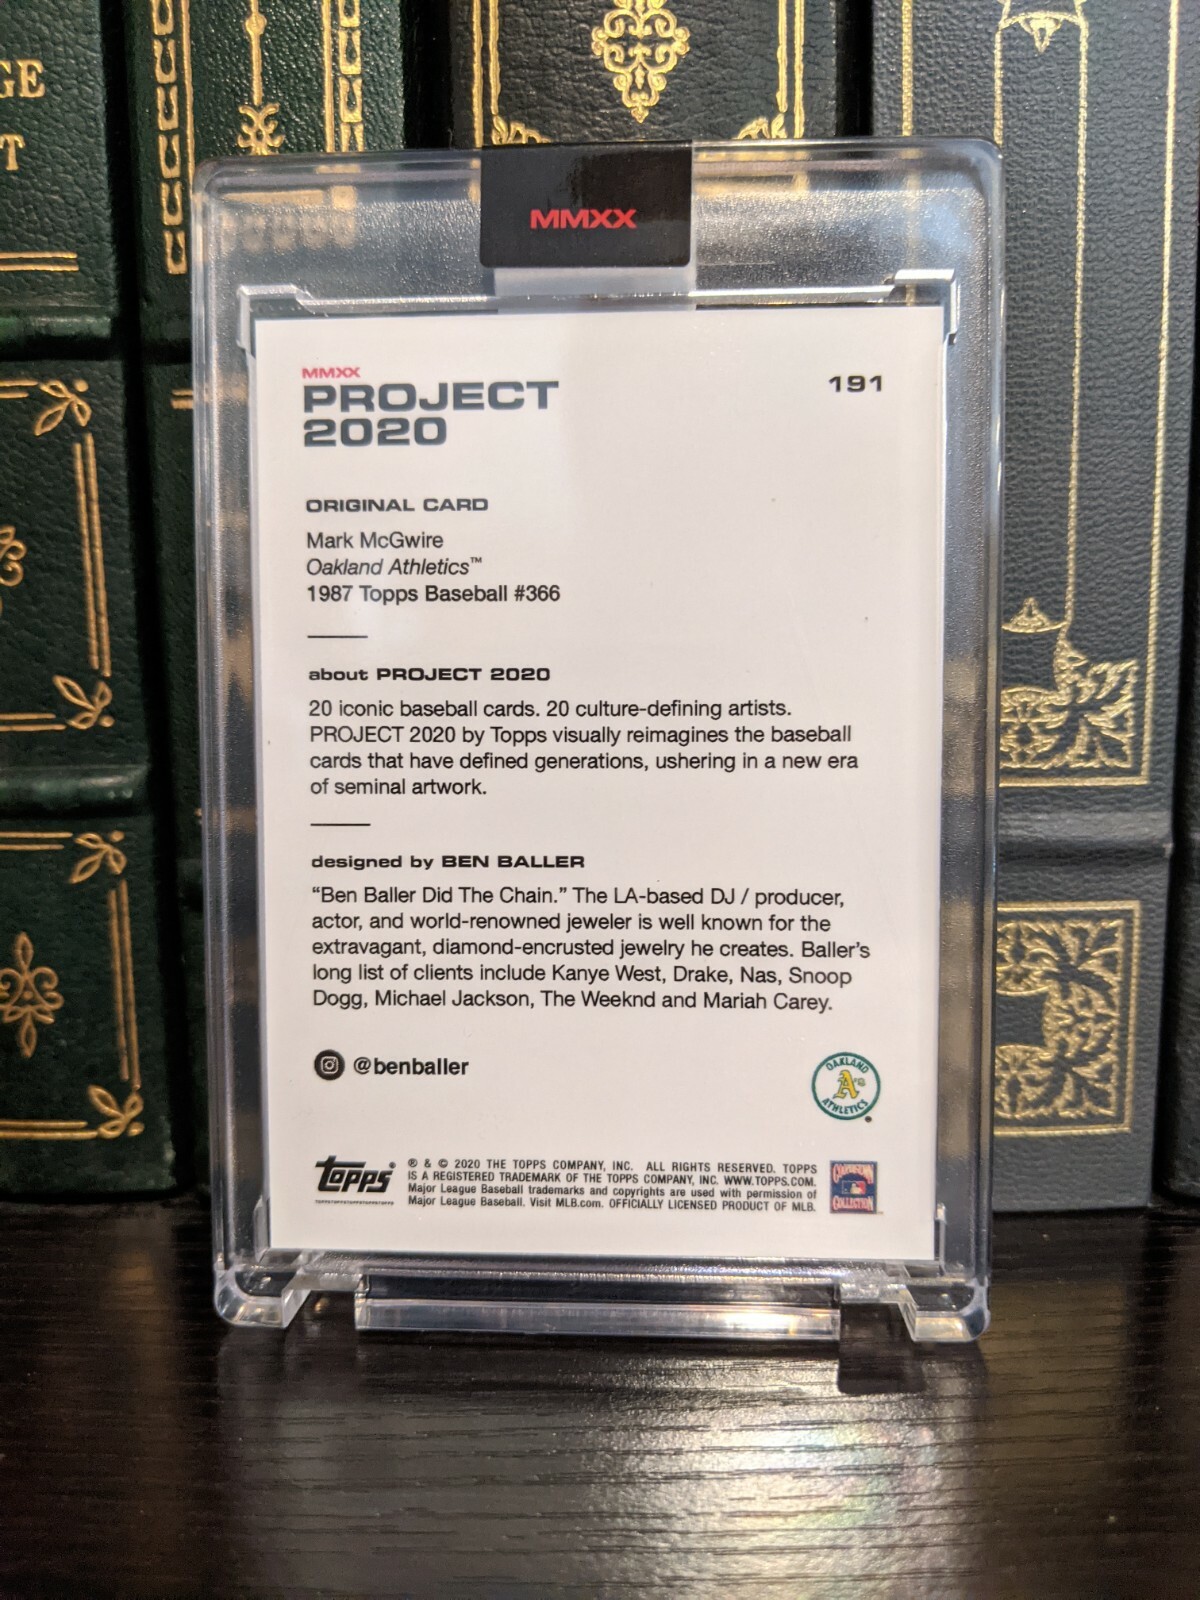 GE
T
MMXX
MMXX
PROJECT
2020
191
ORIGINAL CARD
Mark McGwire
Oakland Athletics™
1987 Topps Baseball #366
about PROJECT 2020
20 iconic baseball cards. 20 culture-defining artists.
PROJECT 2020 by Topps visually reimagines the baseball
cards that have defined generations, ushering in a new era
of seminal artwork.
designed by BEN BALLER
“Ben Baller Did The Chain.” The LA-based DJ / producer,
actor, and world-renowned jeweler is well known for the
extravagant, diamond-encrusted jewelry he creates. Baller’s
long list of clients include Kanye West, Drake, Nas, Snoop
Dogg, Michael Jackson, The Weeknd and Mariah Carey.
@benballer
OAKLAND
A's
ATHLETICS
topps®
® & © 2020 THE TOPPS COMPANY, INC. ALL RIGHTS RESERVED. TOPPS
IS A REGISTERED TRADEMARK OF THE TOPPS COMPANY, INC. WWW.TOPPS.COM.
Major League Baseball trademarks and copyrights are used with permission of
Major League Baseball. Visit MLB.com. OFFICIALLY LICENSED PRODUCT OF MLB.
COOPERSTOWN
COLLECTION